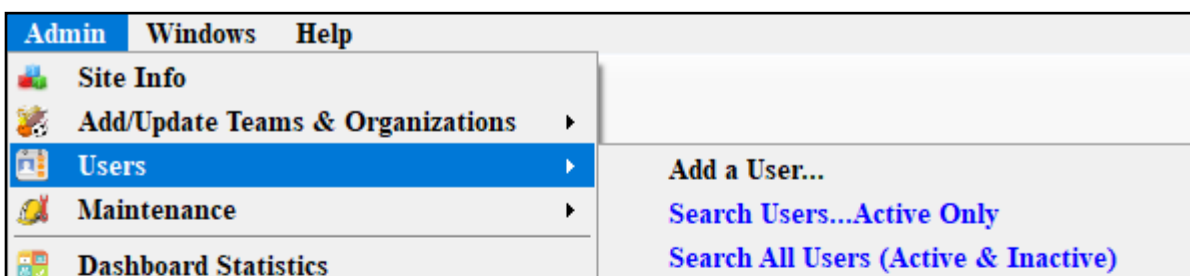 Admin Windows Help
Site Info
Add/Update Teams & Organizations
Users
Maintenance
Dashboard Statistics
Add a User...
Search Users...Active Only
Search All Users (Active & Inactive)